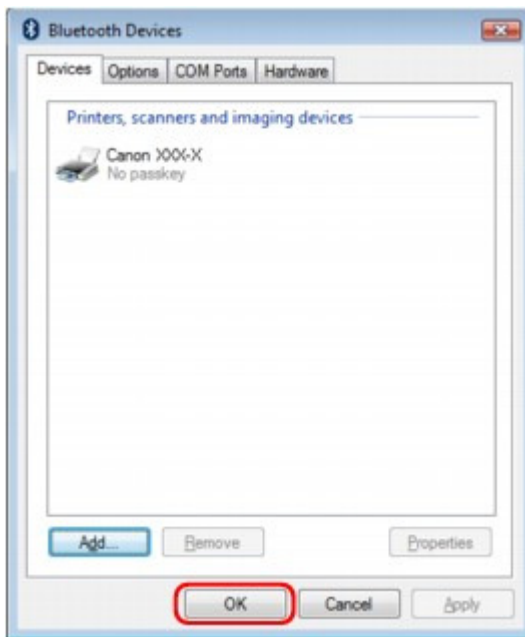 Bluetooth Devices
Devices Options COM Ports Hardware
Printers, scanners and imaging devices
Canon XXX-X
No passkey
Add... Remove Properties
OK Cancel Apply